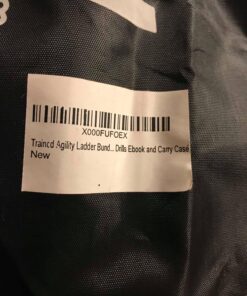 X000FUFOEX
Traincd Agility Ladder Bund... Drills Ebook and Carry Case
New